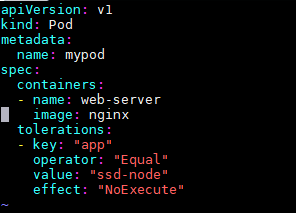 apiVersion: v1
kind: Pod
metadata:
  name: mypod
spec:
  containers:
  - name: web-server
    image: nginx
  tolerations:
  - key: "app"
    operator: "Equal"
    value: "ssd-node"
    effect: "NoExecute"
~